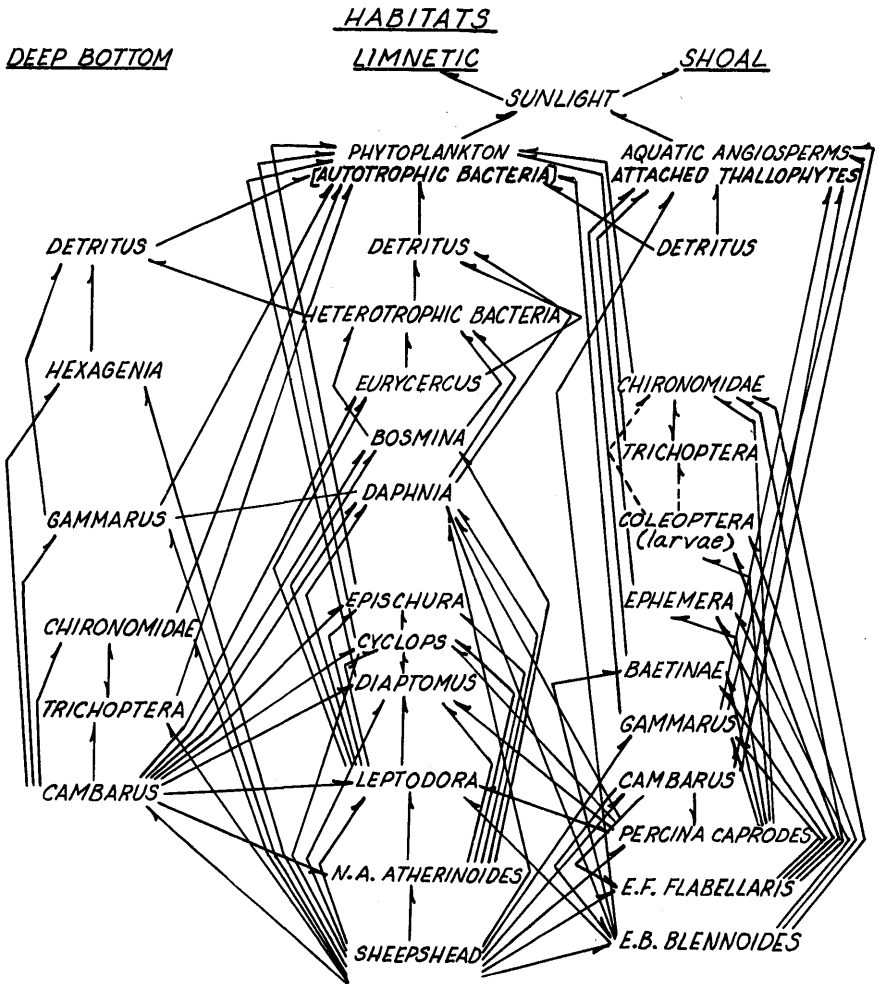 HABITATS
DEEP BOTTOM
LIMNETIC
SHOAL
SUNLIGHT
PHYTOPLANKTON
[AUTOTROPHIC BACTERIA]
AQUATIC ANGIOSPERMS
ATTACHED THALLOPHYTES
DETRITUS
DETRITUS
DETRITUS
HETEROTROPHIC BACTERIA
HEXAGENIA
EURYCERCUS
CHIRONOMIDAE
BOSMINA
TRICHOPTERA
DAPHNIA
GAMMARUS
COLEOPTERA
(larvae)
EPISCHURA
EPHEMERA
CHIRONOMIDAE
CYCLOPS
BAETINAE
DIAPTOMUS
TRICHOPTERA
GAMMARUS
CAMBARUS
LEPTODORA
CAMBARUS
PERCINA CAPRODES
N.A. ATHERINOIDES
E.F. FLABELLARIS
SHEEPSHEAD
E.B. BLENNOIDES